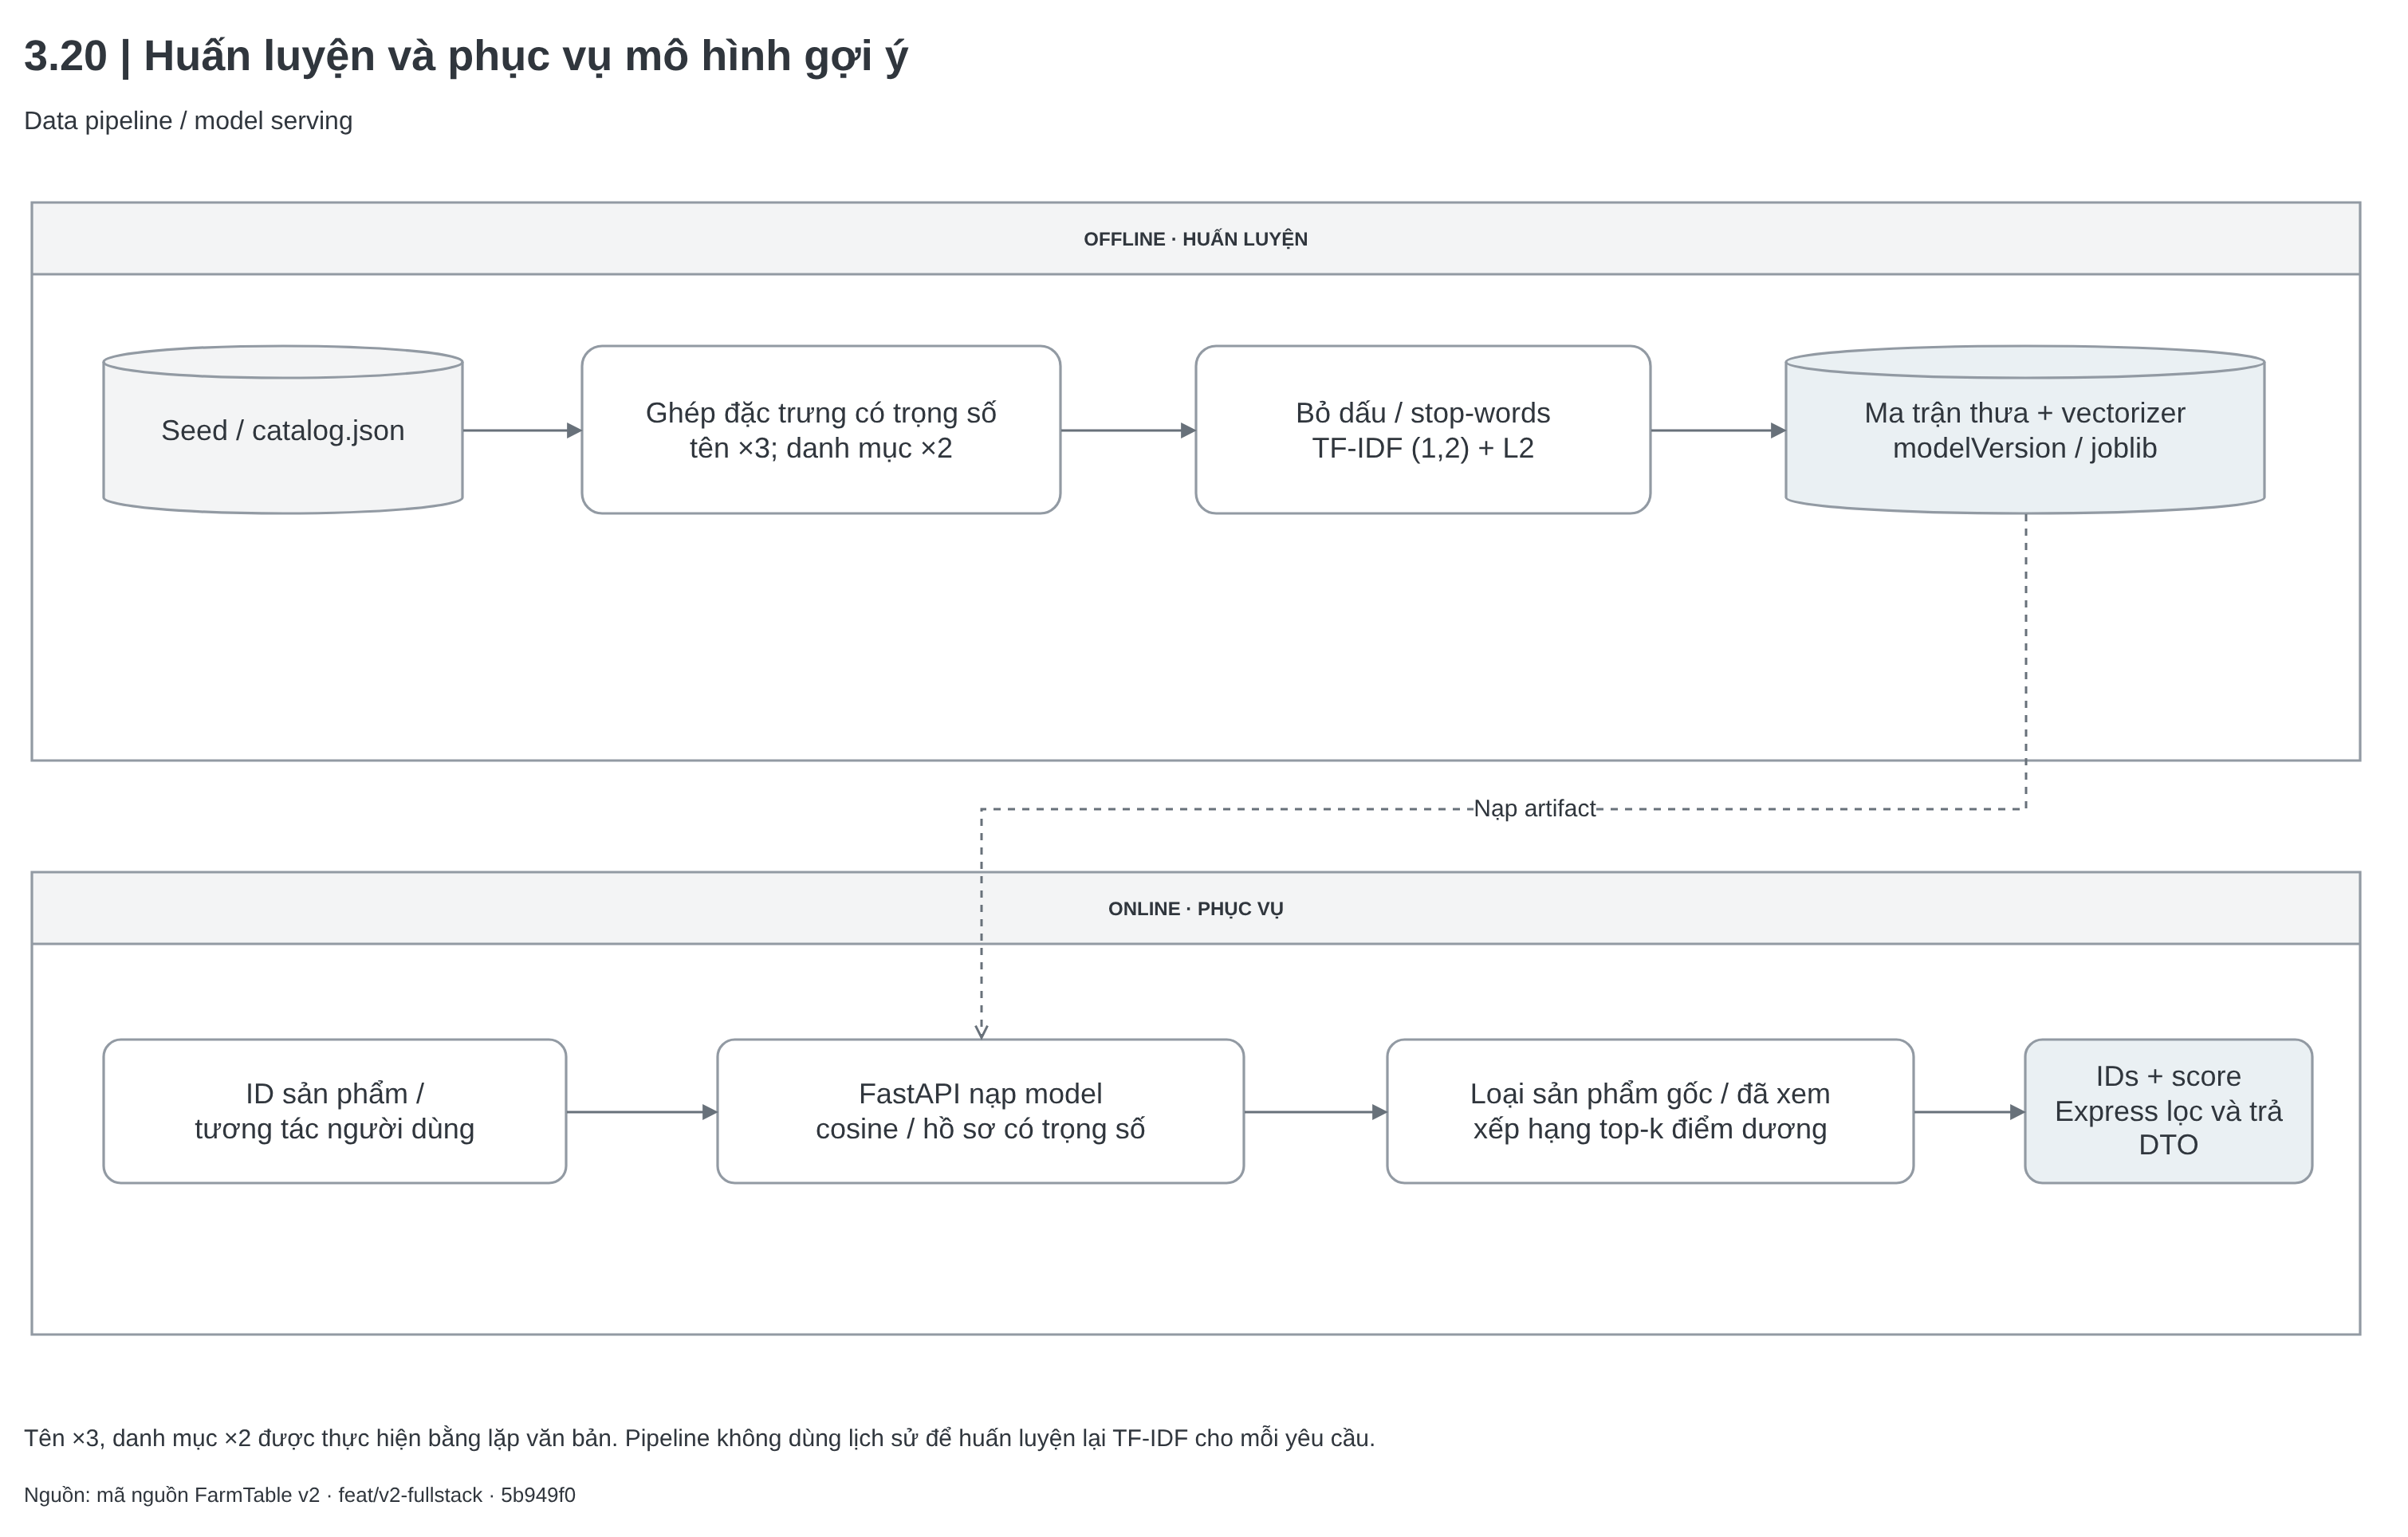 3.20 | Huấn luyện và phục vụ mô hình gợi ý
Data pipeline / model serving
OFFLINE · HUẤN LUYỆN
Seed / catalog.json
Ghép đặc trưng có trọng số
tên ×3; danh mục ×2
Bỏ dấu / stop-words
TF-IDF (1,2) + L2
Ma trận thưa + vectorizer
modelVersion / joblib
Nạp artifact
ONLINE · PHỤC VỤ
ID sản phẩm /
tương tác người dùng
FastAPI nạp model
cosine / hồ sơ có trọng số
Loại sản phẩm gốc / đã xem
xếp hạng top-k điểm dương
IDs + score
Express lọc và trả
DTO
Tên ×3, danh mục ×2 được thực hiện bằng lặp văn bản. Pipeline không dùng lịch sử để huấn luyện lại TF-IDF cho mỗi yêu cầu.
Nguồn: mã nguồn FarmTable v2 · feat/v2-fullstack · 5b949f0